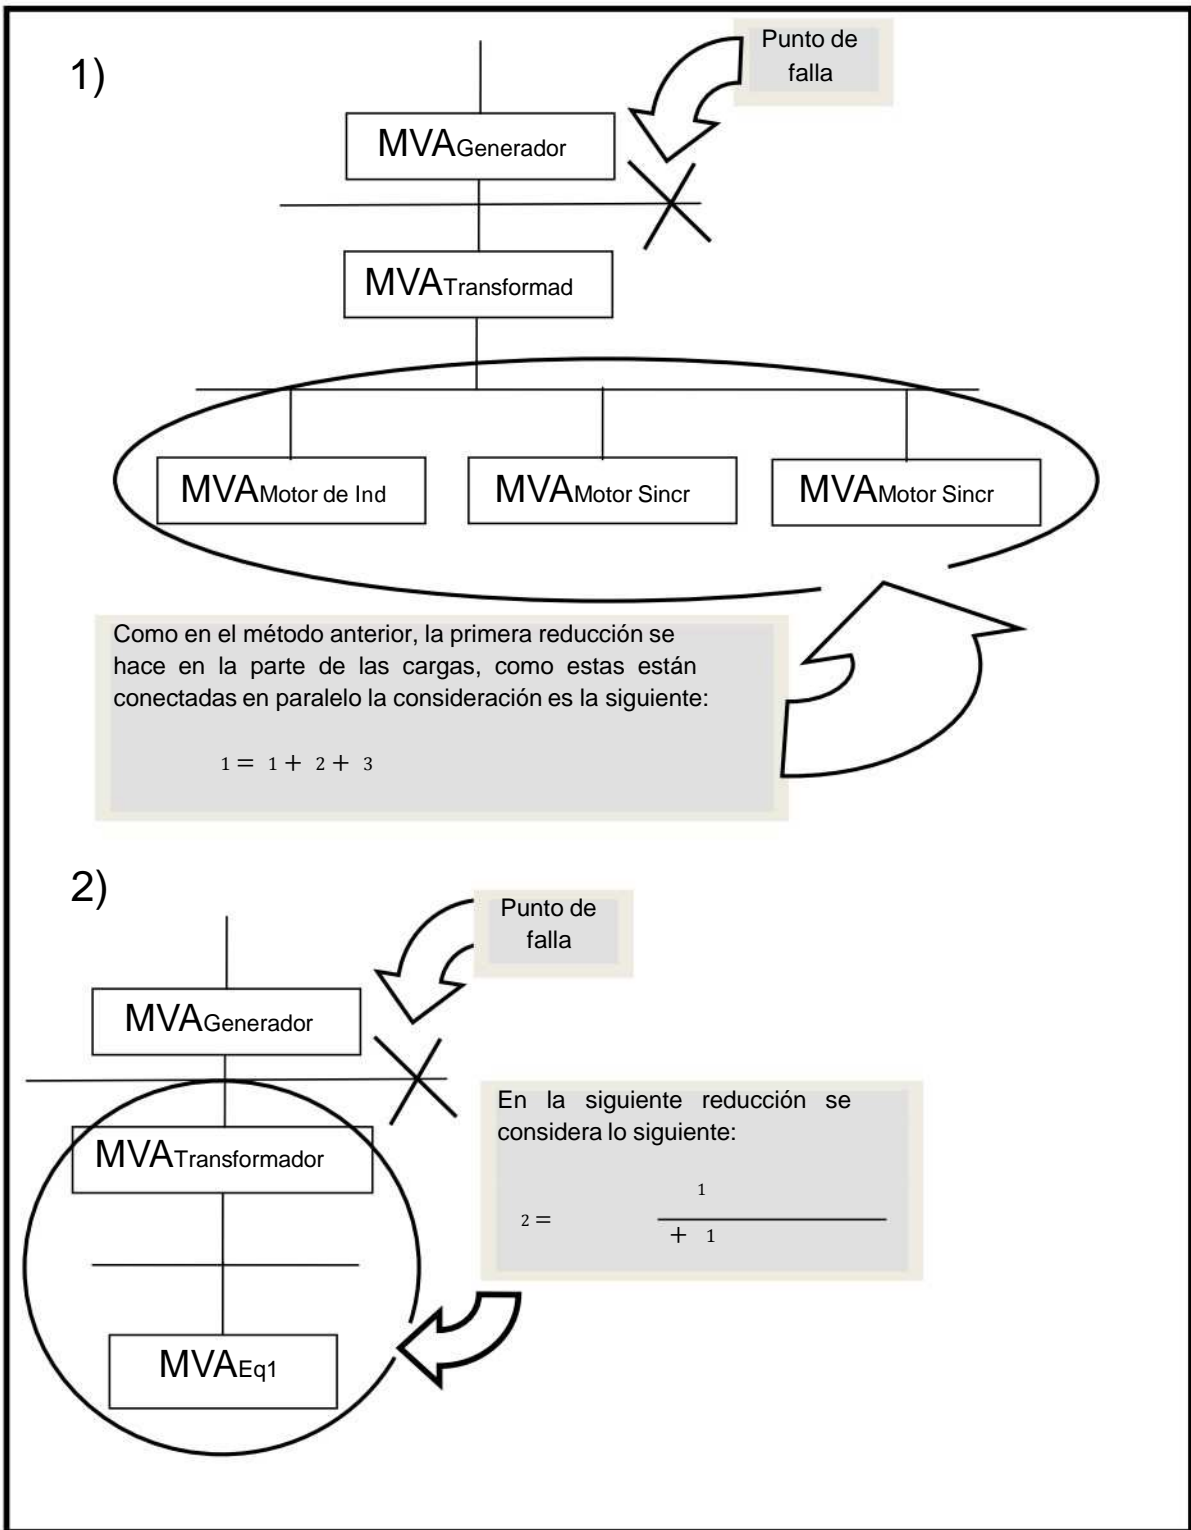 1)
Punto de
falla
MVAGenerador
MVATransformad
MVAMotor de Ind
MVAMotor Sincr
MVAMotor Sincr
Como en el método anterior, la primera reducción se
hace en la parte de las cargas, como estas están
conectadas en paralelo la consideración es la siguiente:
1 = 1 + 2 + 3
2)
Punto de
falla
MVAGenerador
MVATransformador
MVAEq1
En la siguiente reducción se
considera lo siguiente:
1
2 =
+ 1